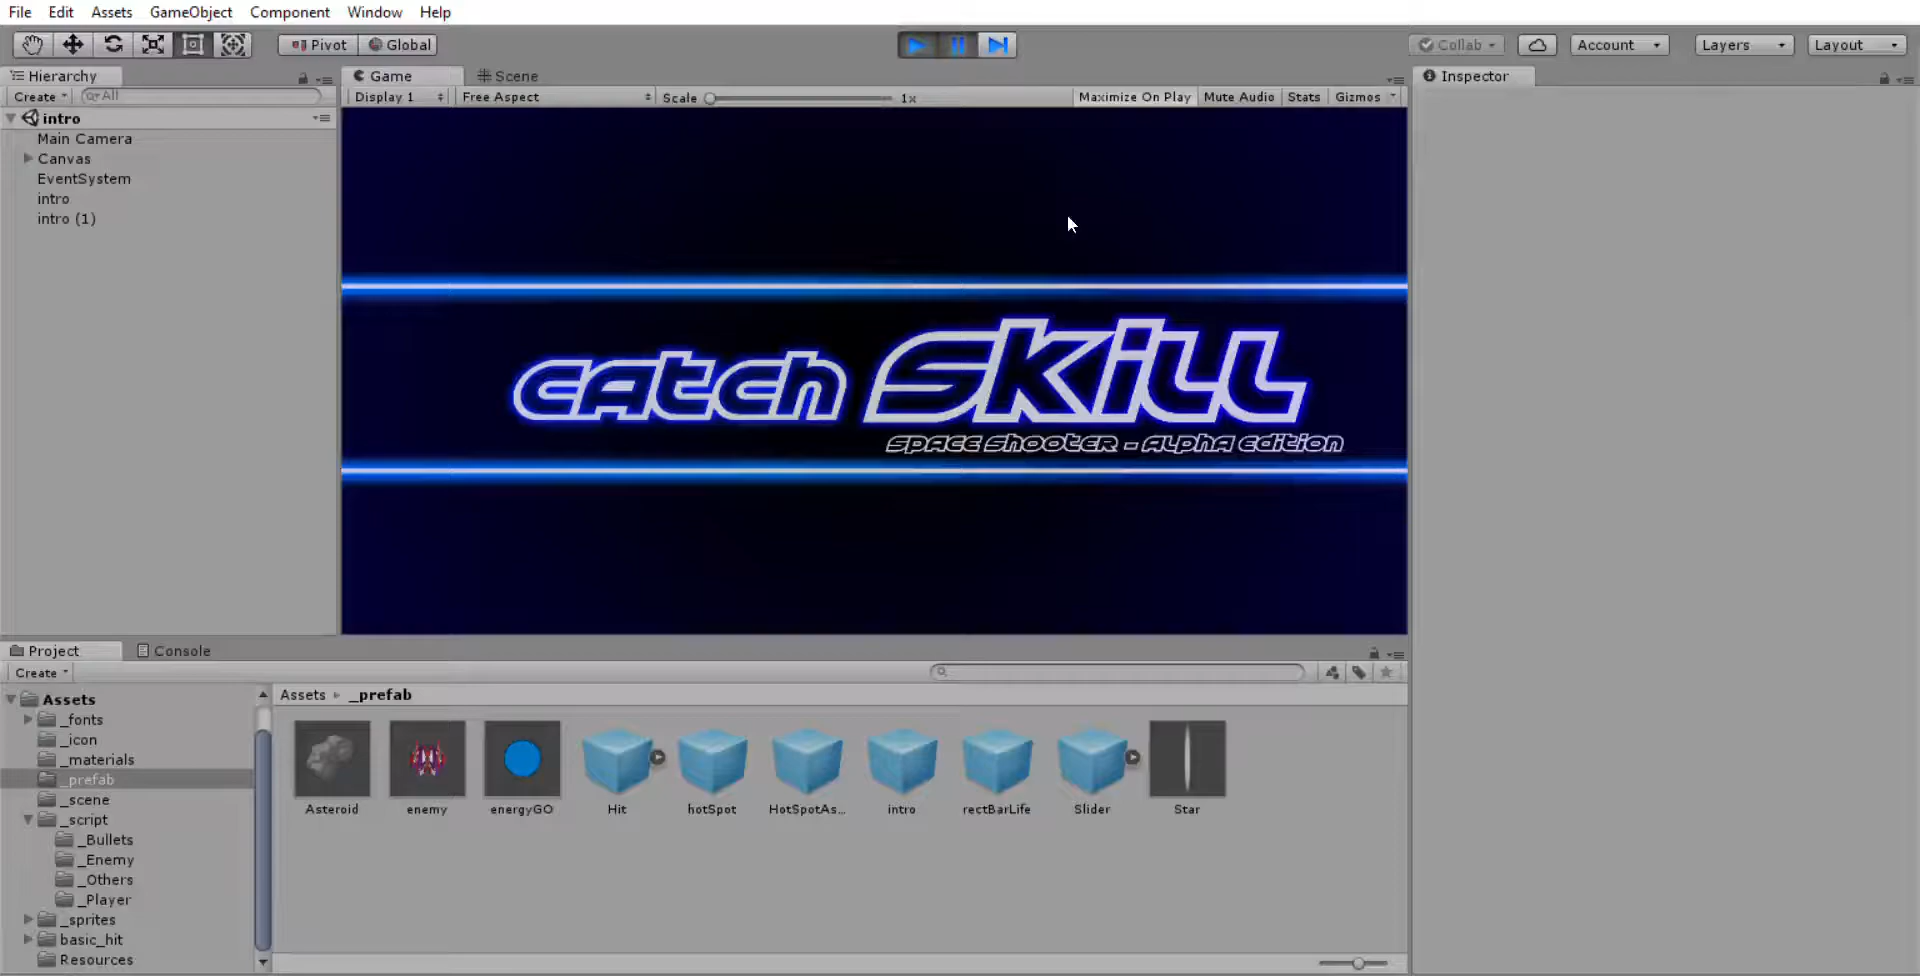 File Edit Assets GameObject Component Window Help
Pivot Global Collab Account Layers Layout
Hierarchy Game Scene Inspector
Create All Display 1 Free Aspect Scale 1x Maximize On Play Mute Audio Stats Gizmos
intro
Main Camera
Canvas
EventSystem
intro
intro (1)
catch SKiLL
space shooter - alpha edition
Project Console
Create
Assets
_fonts
_icon
_materials
_prefab
_scene
_script
_Bullets
_Enemy
_Others
_Player
_sprites
basic_hit
Resources
Assets _prefab
Asteroid enemy energyGO Hit hotSpot HotSpotAs... intro rectBarLife Slider Star